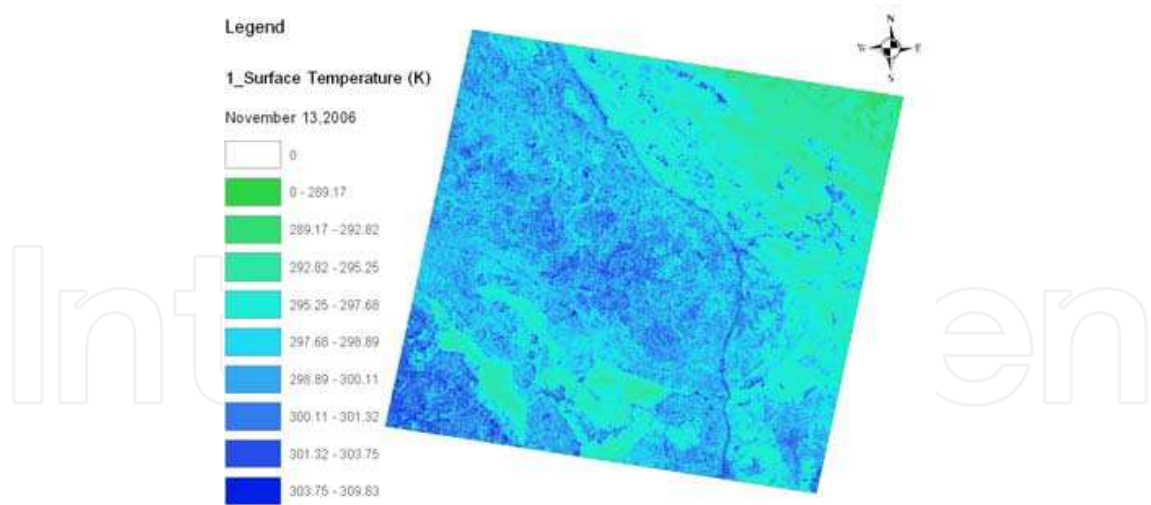 Legend
1_Surface Temperature (K)
November 13,2006
0
0 - 289.17
289.17 - 292.82
292.82 - 295.25
295.25 - 297.68
297.68 - 298.89
298.89 - 300.11
300.11 - 301.32
301.32 - 303.75
303.75 - 309.83
N
W E
S
Int en